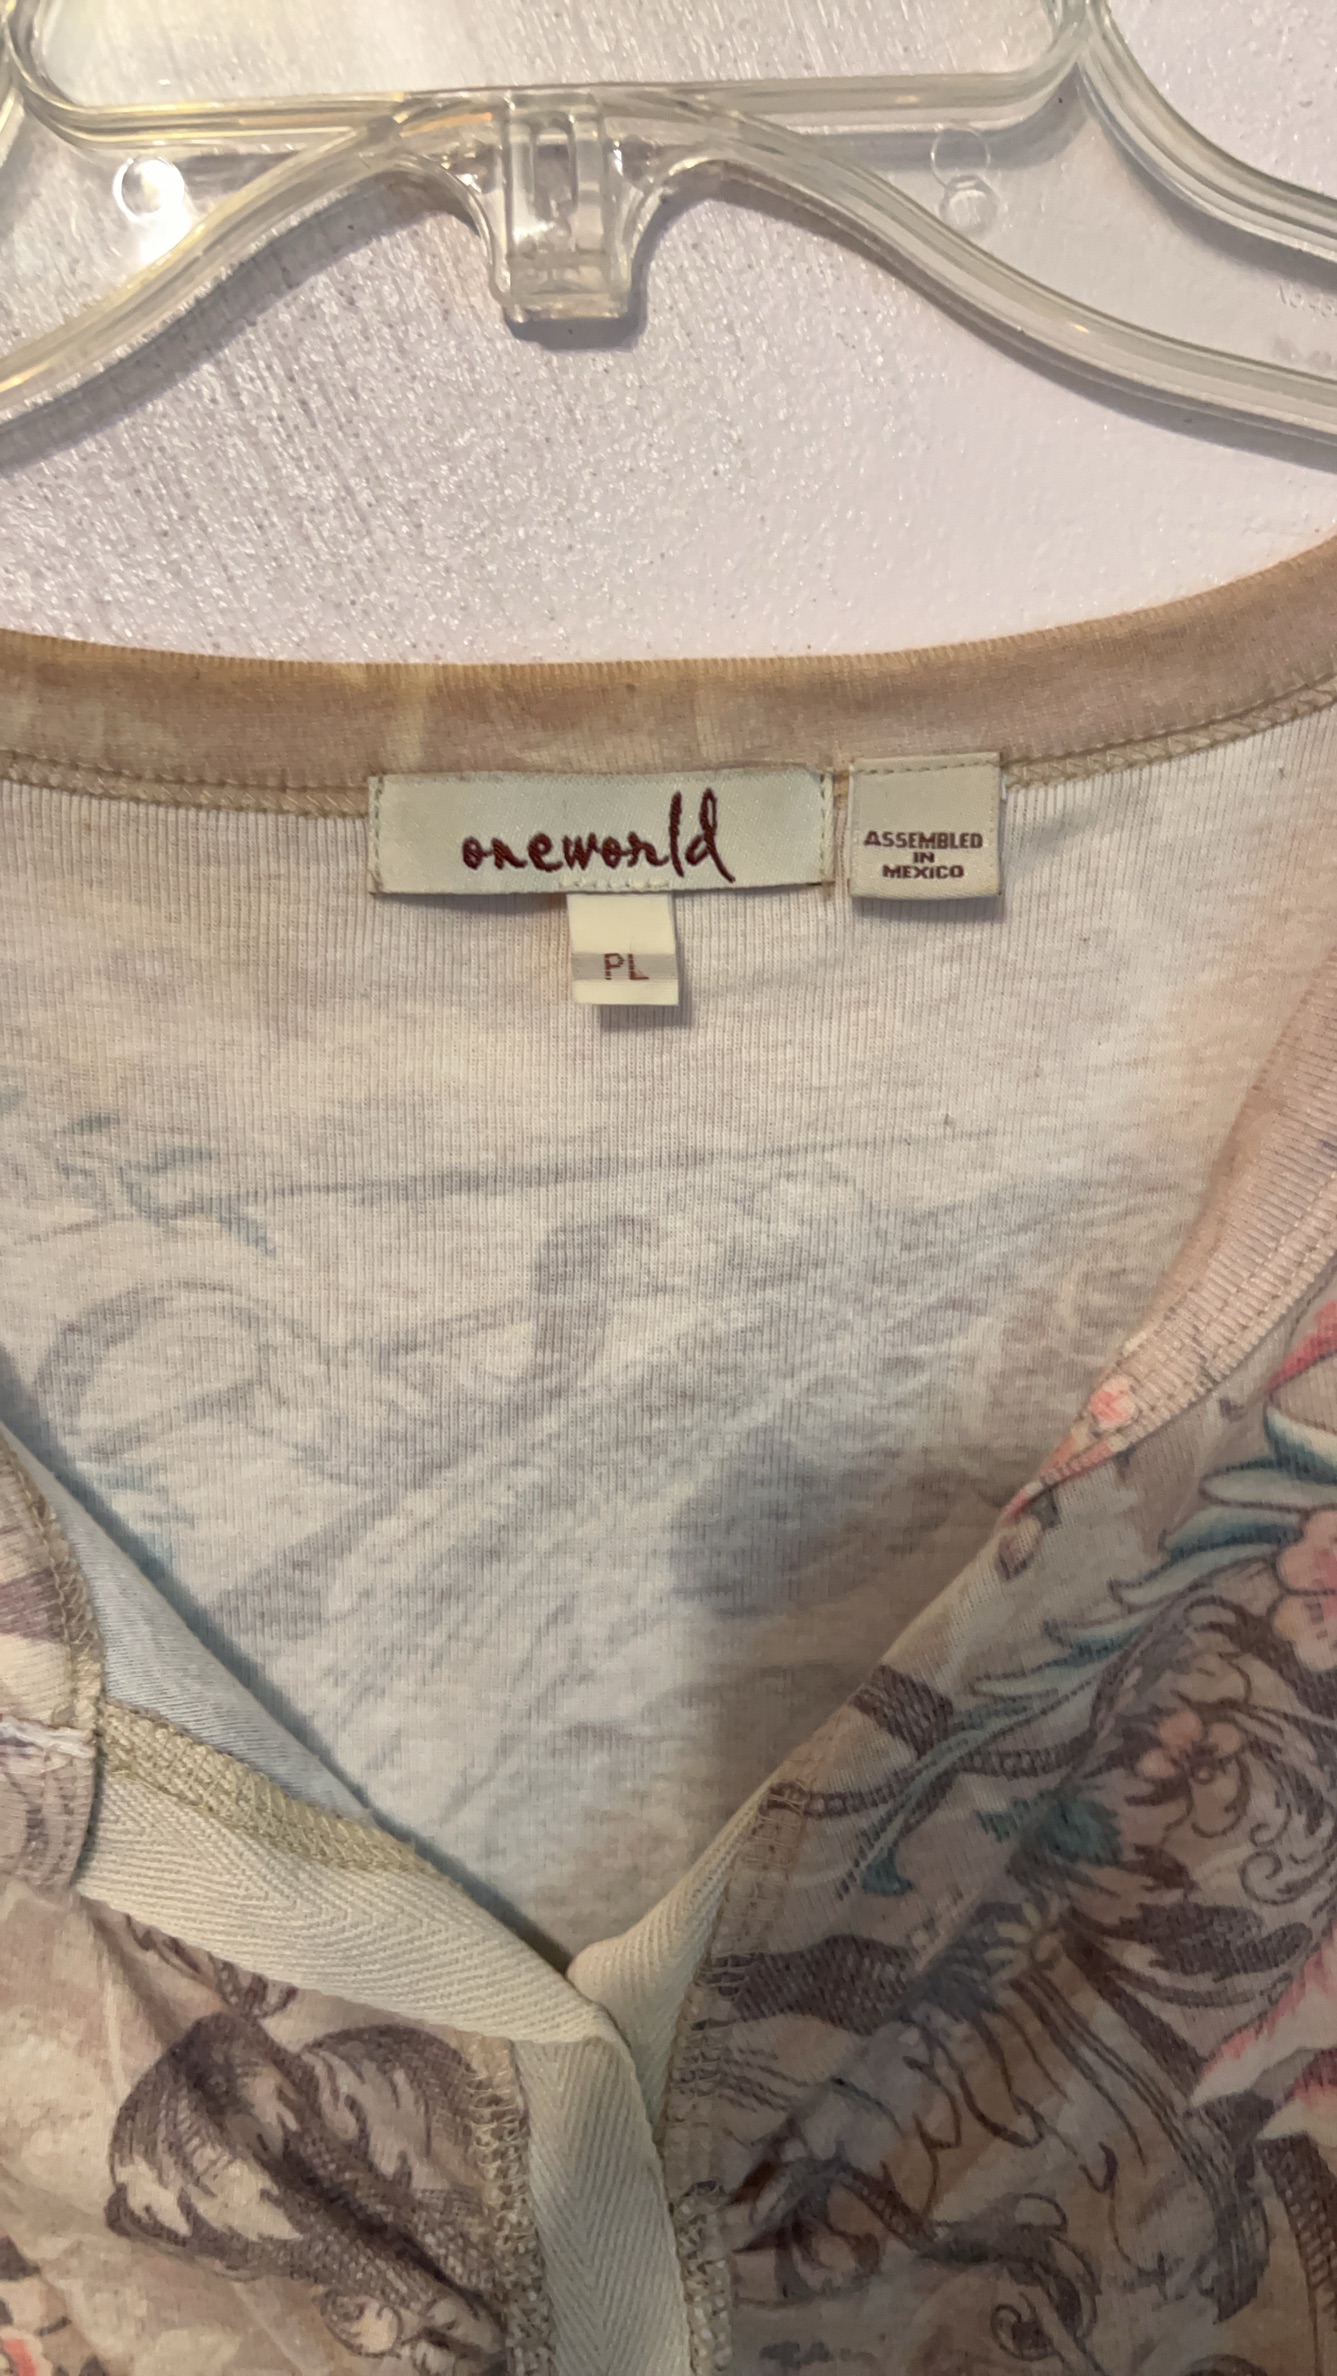 oneworld
ASSEMBLED
IN
MEXICO
PL